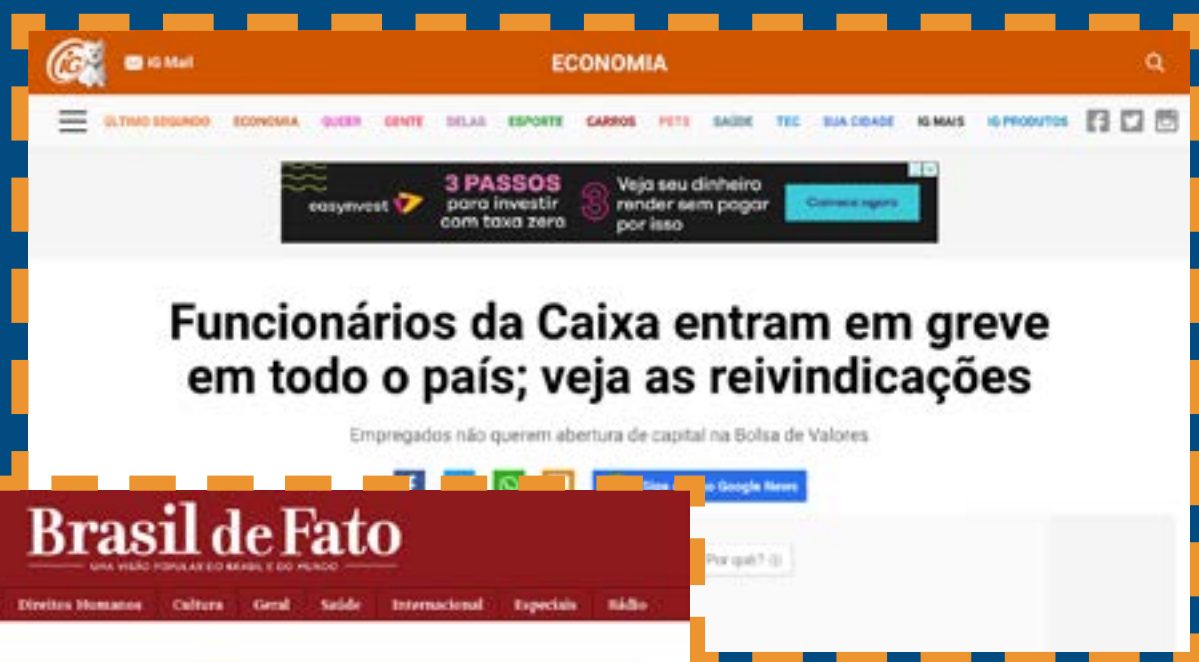 iG
iG Mail
ECONOMIA
ÚLTIMO SEGUNDO ECONOMIA QUEER GENTE DELAS ESPORTE CARROS PETS SAÚDE TEC SUA CIDADE IG MAIS IG PRODUTOS
easynvest
3 PASSOS
para investir
com taxa zero
3
Veja seu dinheiro
render sem pagar
por isso
Comece agora
Funcionários da Caixa entram em greve
em todo o país; veja as reivindicações
Empregados não querem abertura de capital na Bolsa de Valores
Google News
Por quê?
Brasil de Fato
UMA VISÃO POPULAR DO BRASIL E DO MUNDO
Direitos Humanos Cultura Geral Saúde Internacional Especiais Rádio